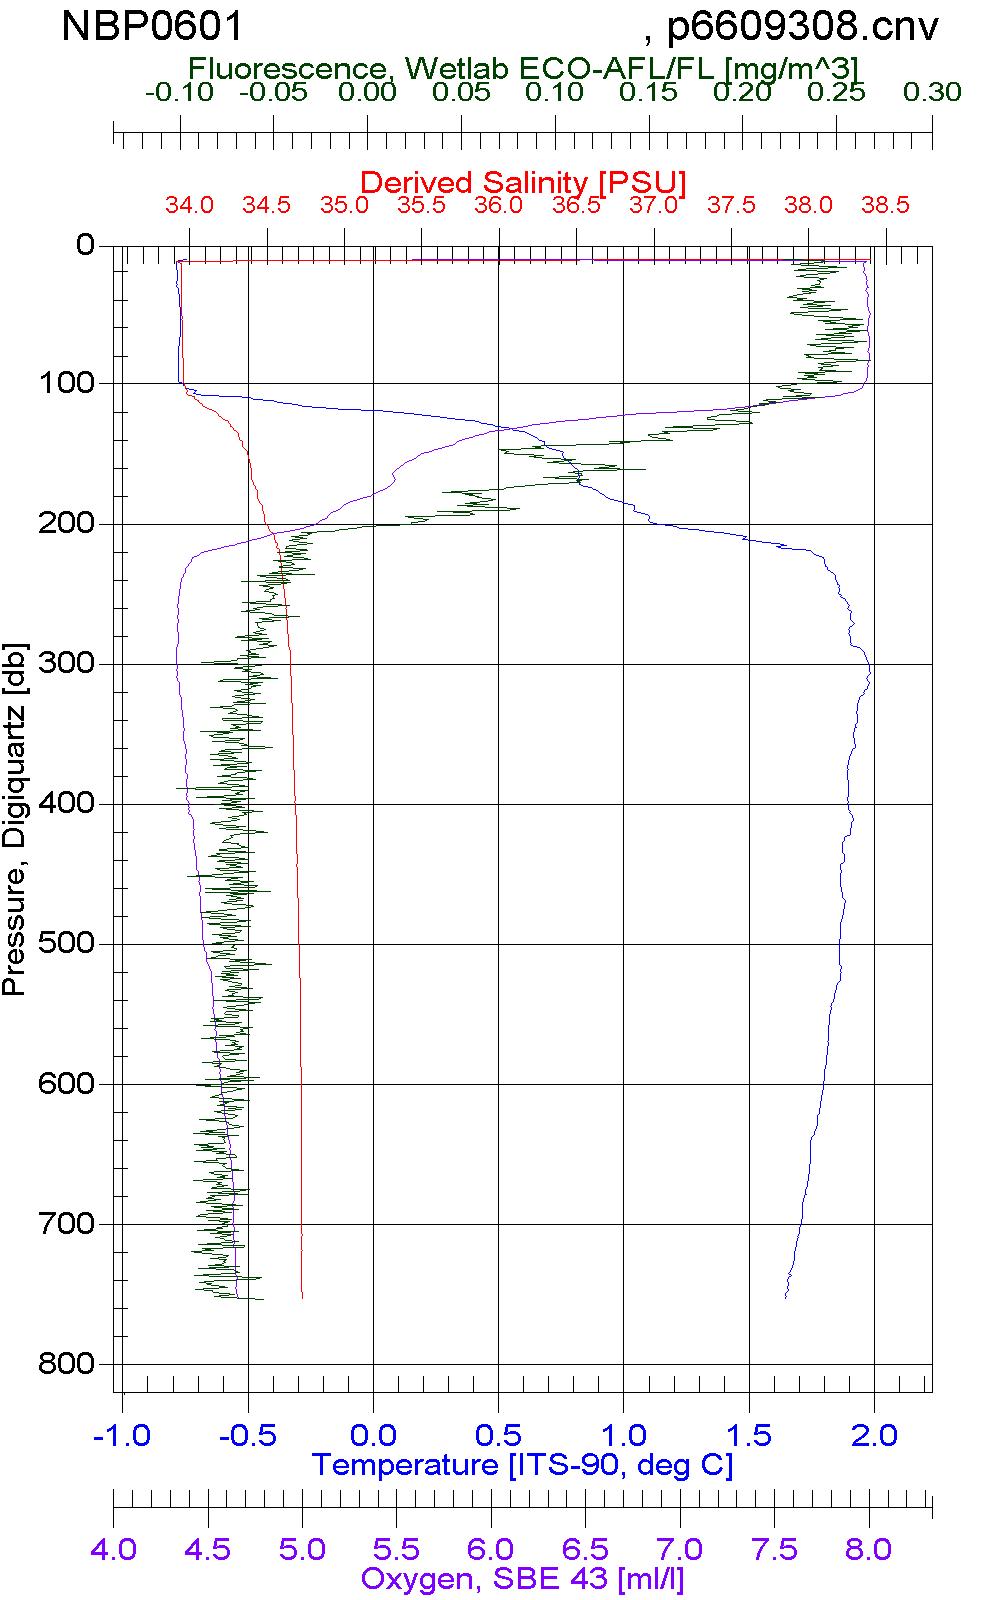 NBP0601 , p6609308.cnv
Fluorescence, Wetlab ECO-AFL/FL [mg/m^3]
-0.10 -0.05 0.00 0.05 0.10 0.15 0.20 0.25 0.30
Derived Salinity [PSU]
34.0 34.5 35.0 35.5 36.0 36.5 37.0 37.5 38.0 38.5
0
100
200
300
400
500
600
700
800
Pressure, Digiquartz [db]
-1.0 -0.5 0.0 0.5 1.0 1.5 2.0
Temperature [ITS-90, deg C]
4.0 4.5 5.0 5.5 6.0 6.5 7.0 7.5 8.0
Oxygen, SBE 43 [ml/l]